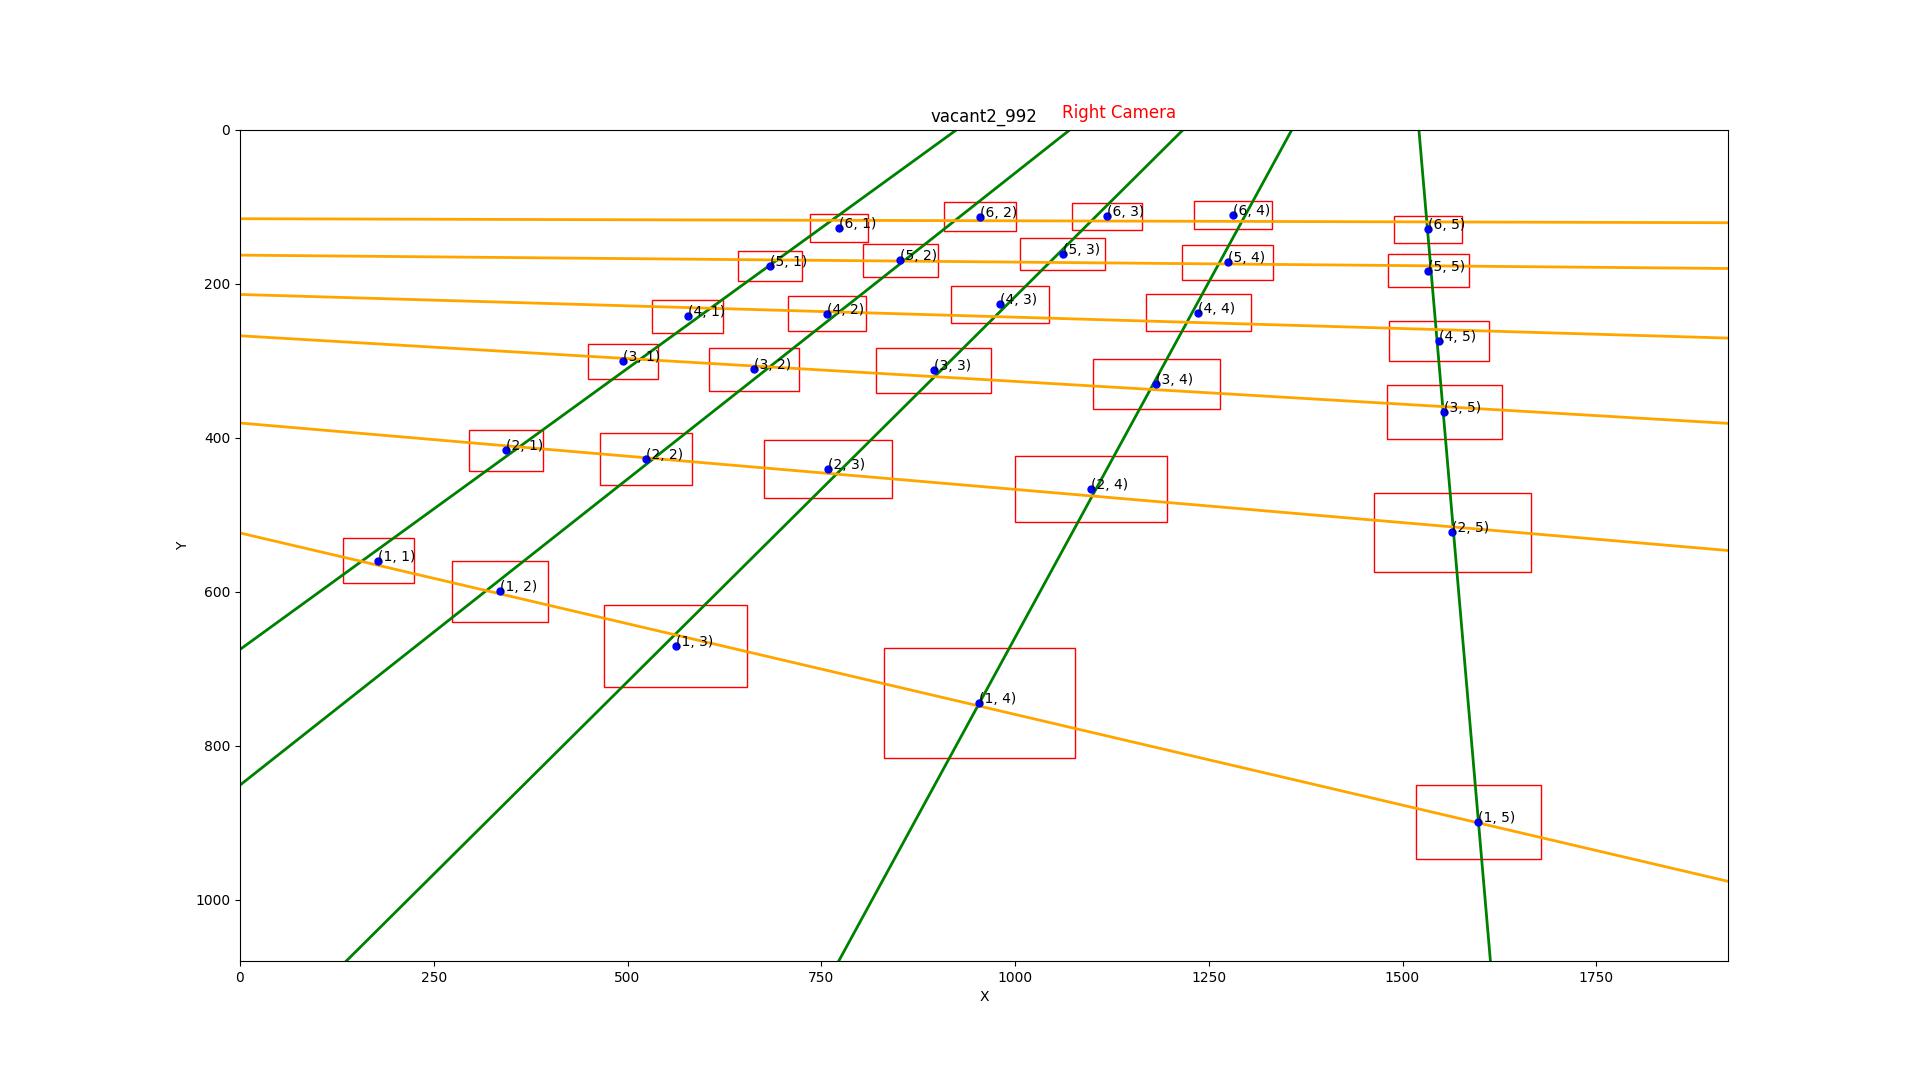 vacant2_992 Right Camera
0
(6, 1) (6, 2) (6, 3) (6, 4) (6, 5)
(5, 1) (5, 2) (5, 3) (5, 4) (5, 5)
200
(4, 1) (4, 2) (4, 3) (4, 4) (4, 5)
(3, 1) (3, 2) (3, 3) (3, 4) (3, 5)
400
(2, 1) (2, 2) (2, 3) (2, 4) (2, 5)
Y
(1, 1) (1, 2) (1, 3) (1, 4) (1, 5)
600
800
1000
0 250 500 750 1000 1250 1500 1750
X